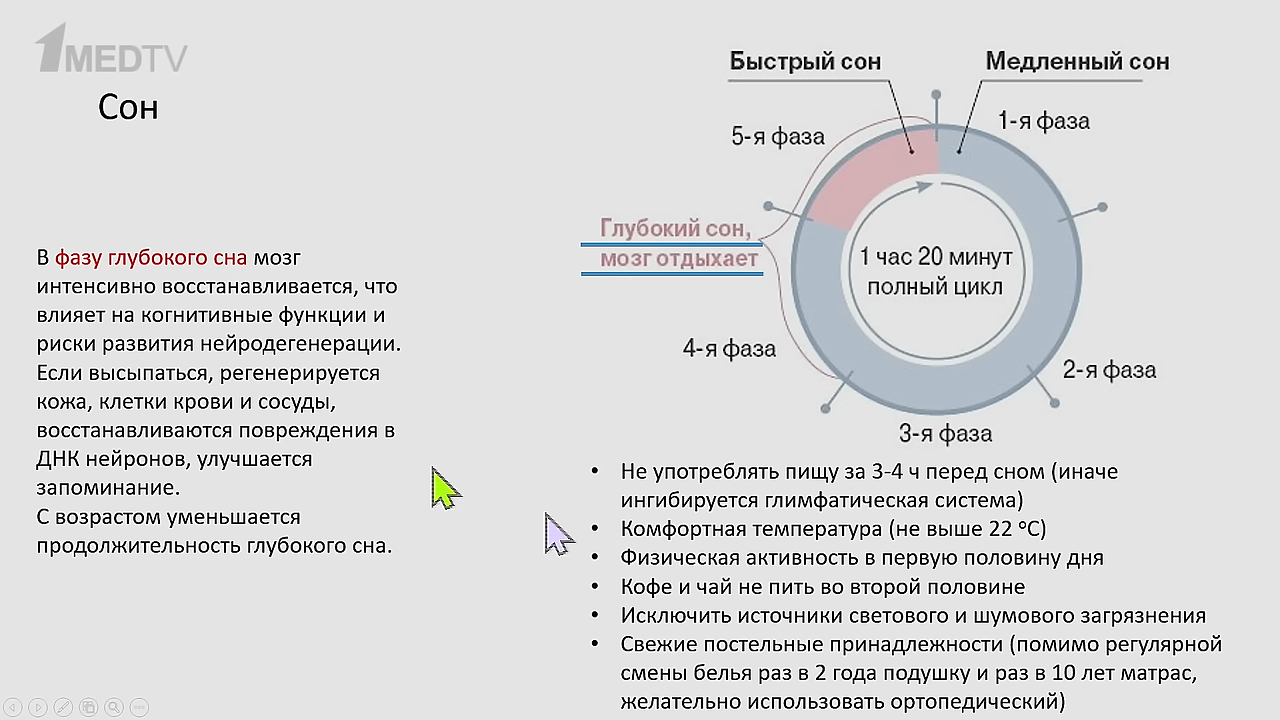 1MEDTV
Сон
В фазу глубокого сна мозг
интенсивно восстанавливается, что
влияет на когнитивные функции и
риски развития нейродегенерации.
Если высыпаться, регенерируется
кожа, клетки крови и сосуды,
восстанавливаются повреждения в
ДНК нейронов, улучшается
запоминание.
С возрастом уменьшается
продолжительность глубокого сна.
Быстрый сон
Медленный сон
1-я фаза
5-я фаза
Глубокий сон,
мозг отдыхает
1 час 20 минут
полный цикл
4-я фаза
2-я фаза
3-я фаза
• Не употреблять пищу за 3-4 ч перед сном (иначе
ингибируется глимфатическая система)
• Комфортная температура (не выше 22 °С)
• Физическая активность в первую половину дня
• Кофе и чай не пить во второй половине
• Исключить источники светового и шумового загрязнения
• Свежие постельные принадлежности (помимо регулярной
смены белья раз в 2 года подушку и раз в 10 лет матрас,
желательно использовать ортопедический)